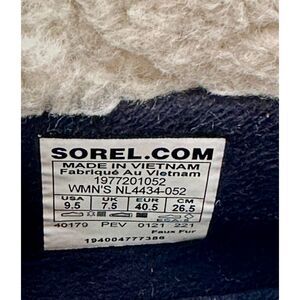 SOREL.COM
MADE IN VIETNAM
Fabriqué Au Vietnam
1977201052
WMN'S NL4434-052
USA UK EUR CM
9.5 7.5 40.5 26.5
40179 PEV 0121 221
Faux Fur
194004777386